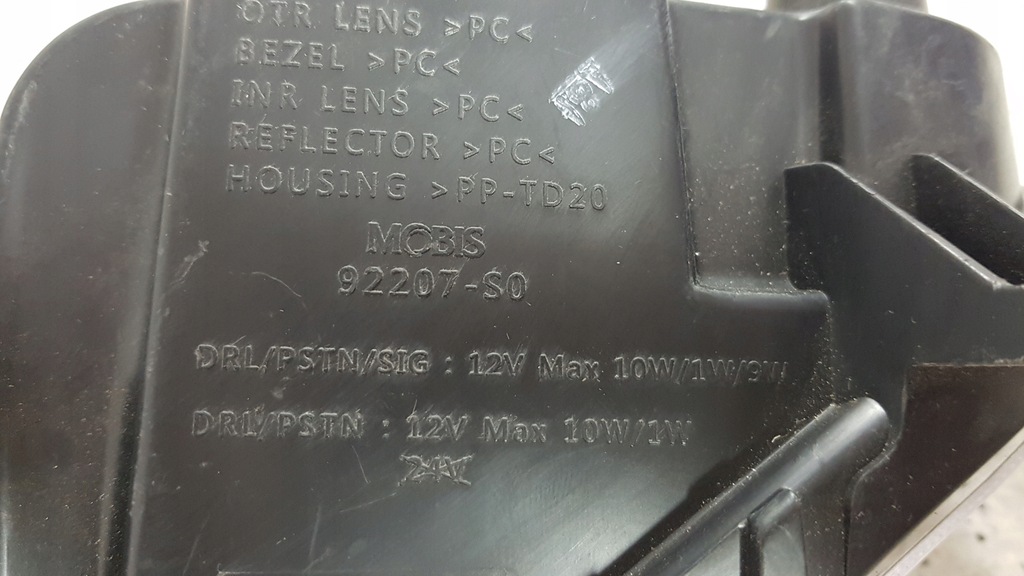 OTR LENS >PC<
BEZEL >PC<
INR LENS >PC<
REFLECTOR >PC<
HOUSING >PP-TD20
MOBIS
92207-S0
DRL/PSTN/SIG : 12V Max 10W/1W/9W
DRL/PSTN : 12V Max 10W/1W
24V